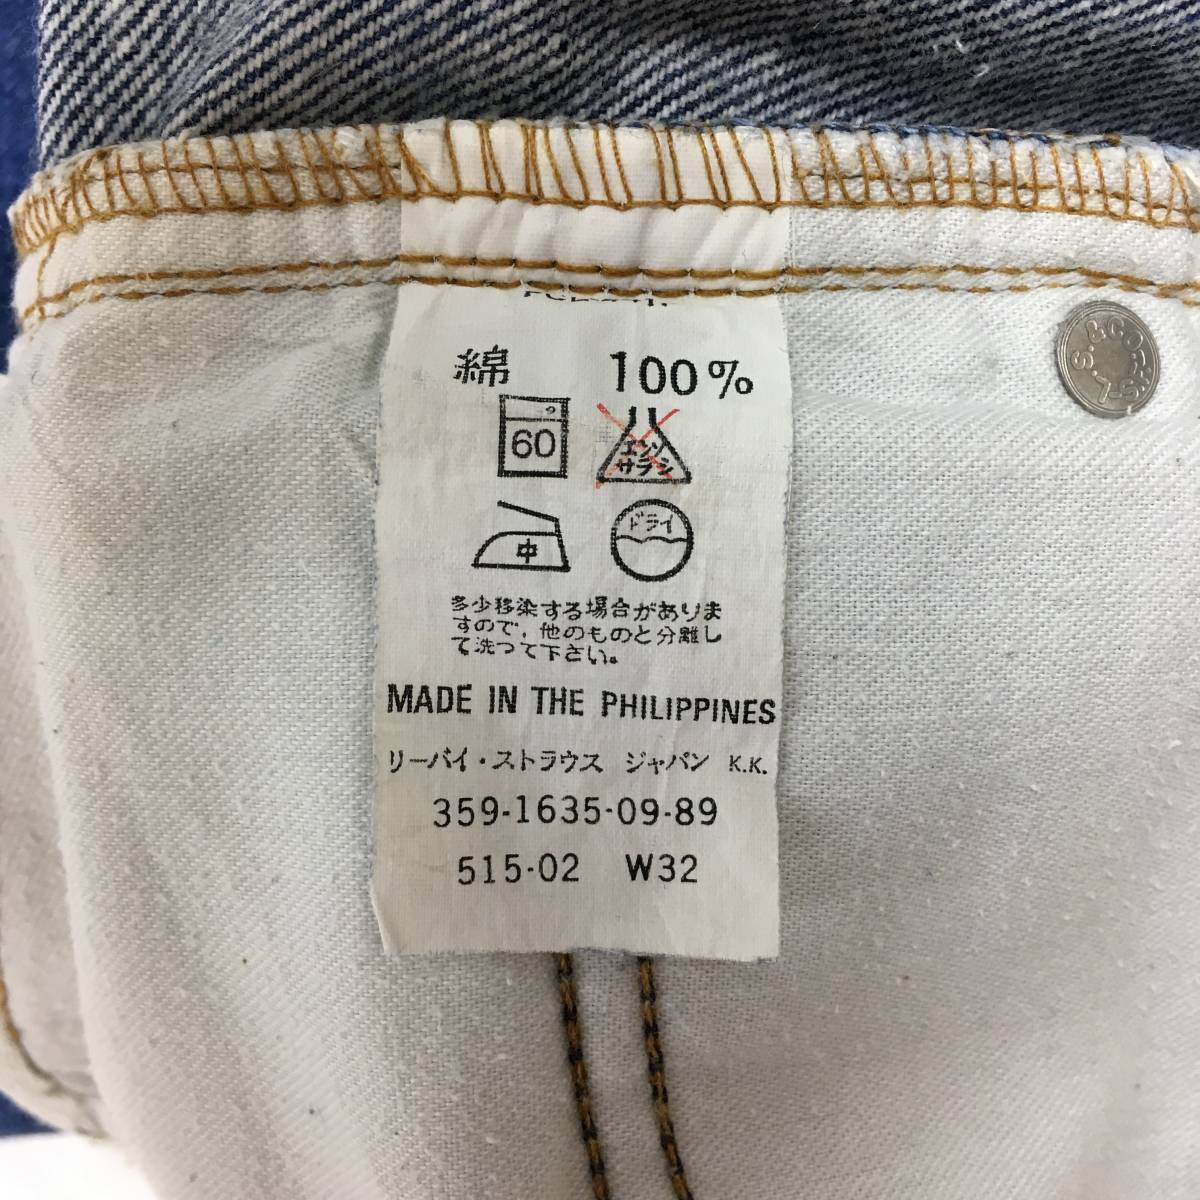 綿 100%
60 エンソ
サラシ
中 ドライ
多少移染する場合がありま
すので，他のものと分離し
て洗つて下さい。
MADE IN THE PHILIPPINES
リーバイ・ストラウス ジャパン K.K.
359-1635-09-89
515-02 W32
L.S.&CO.